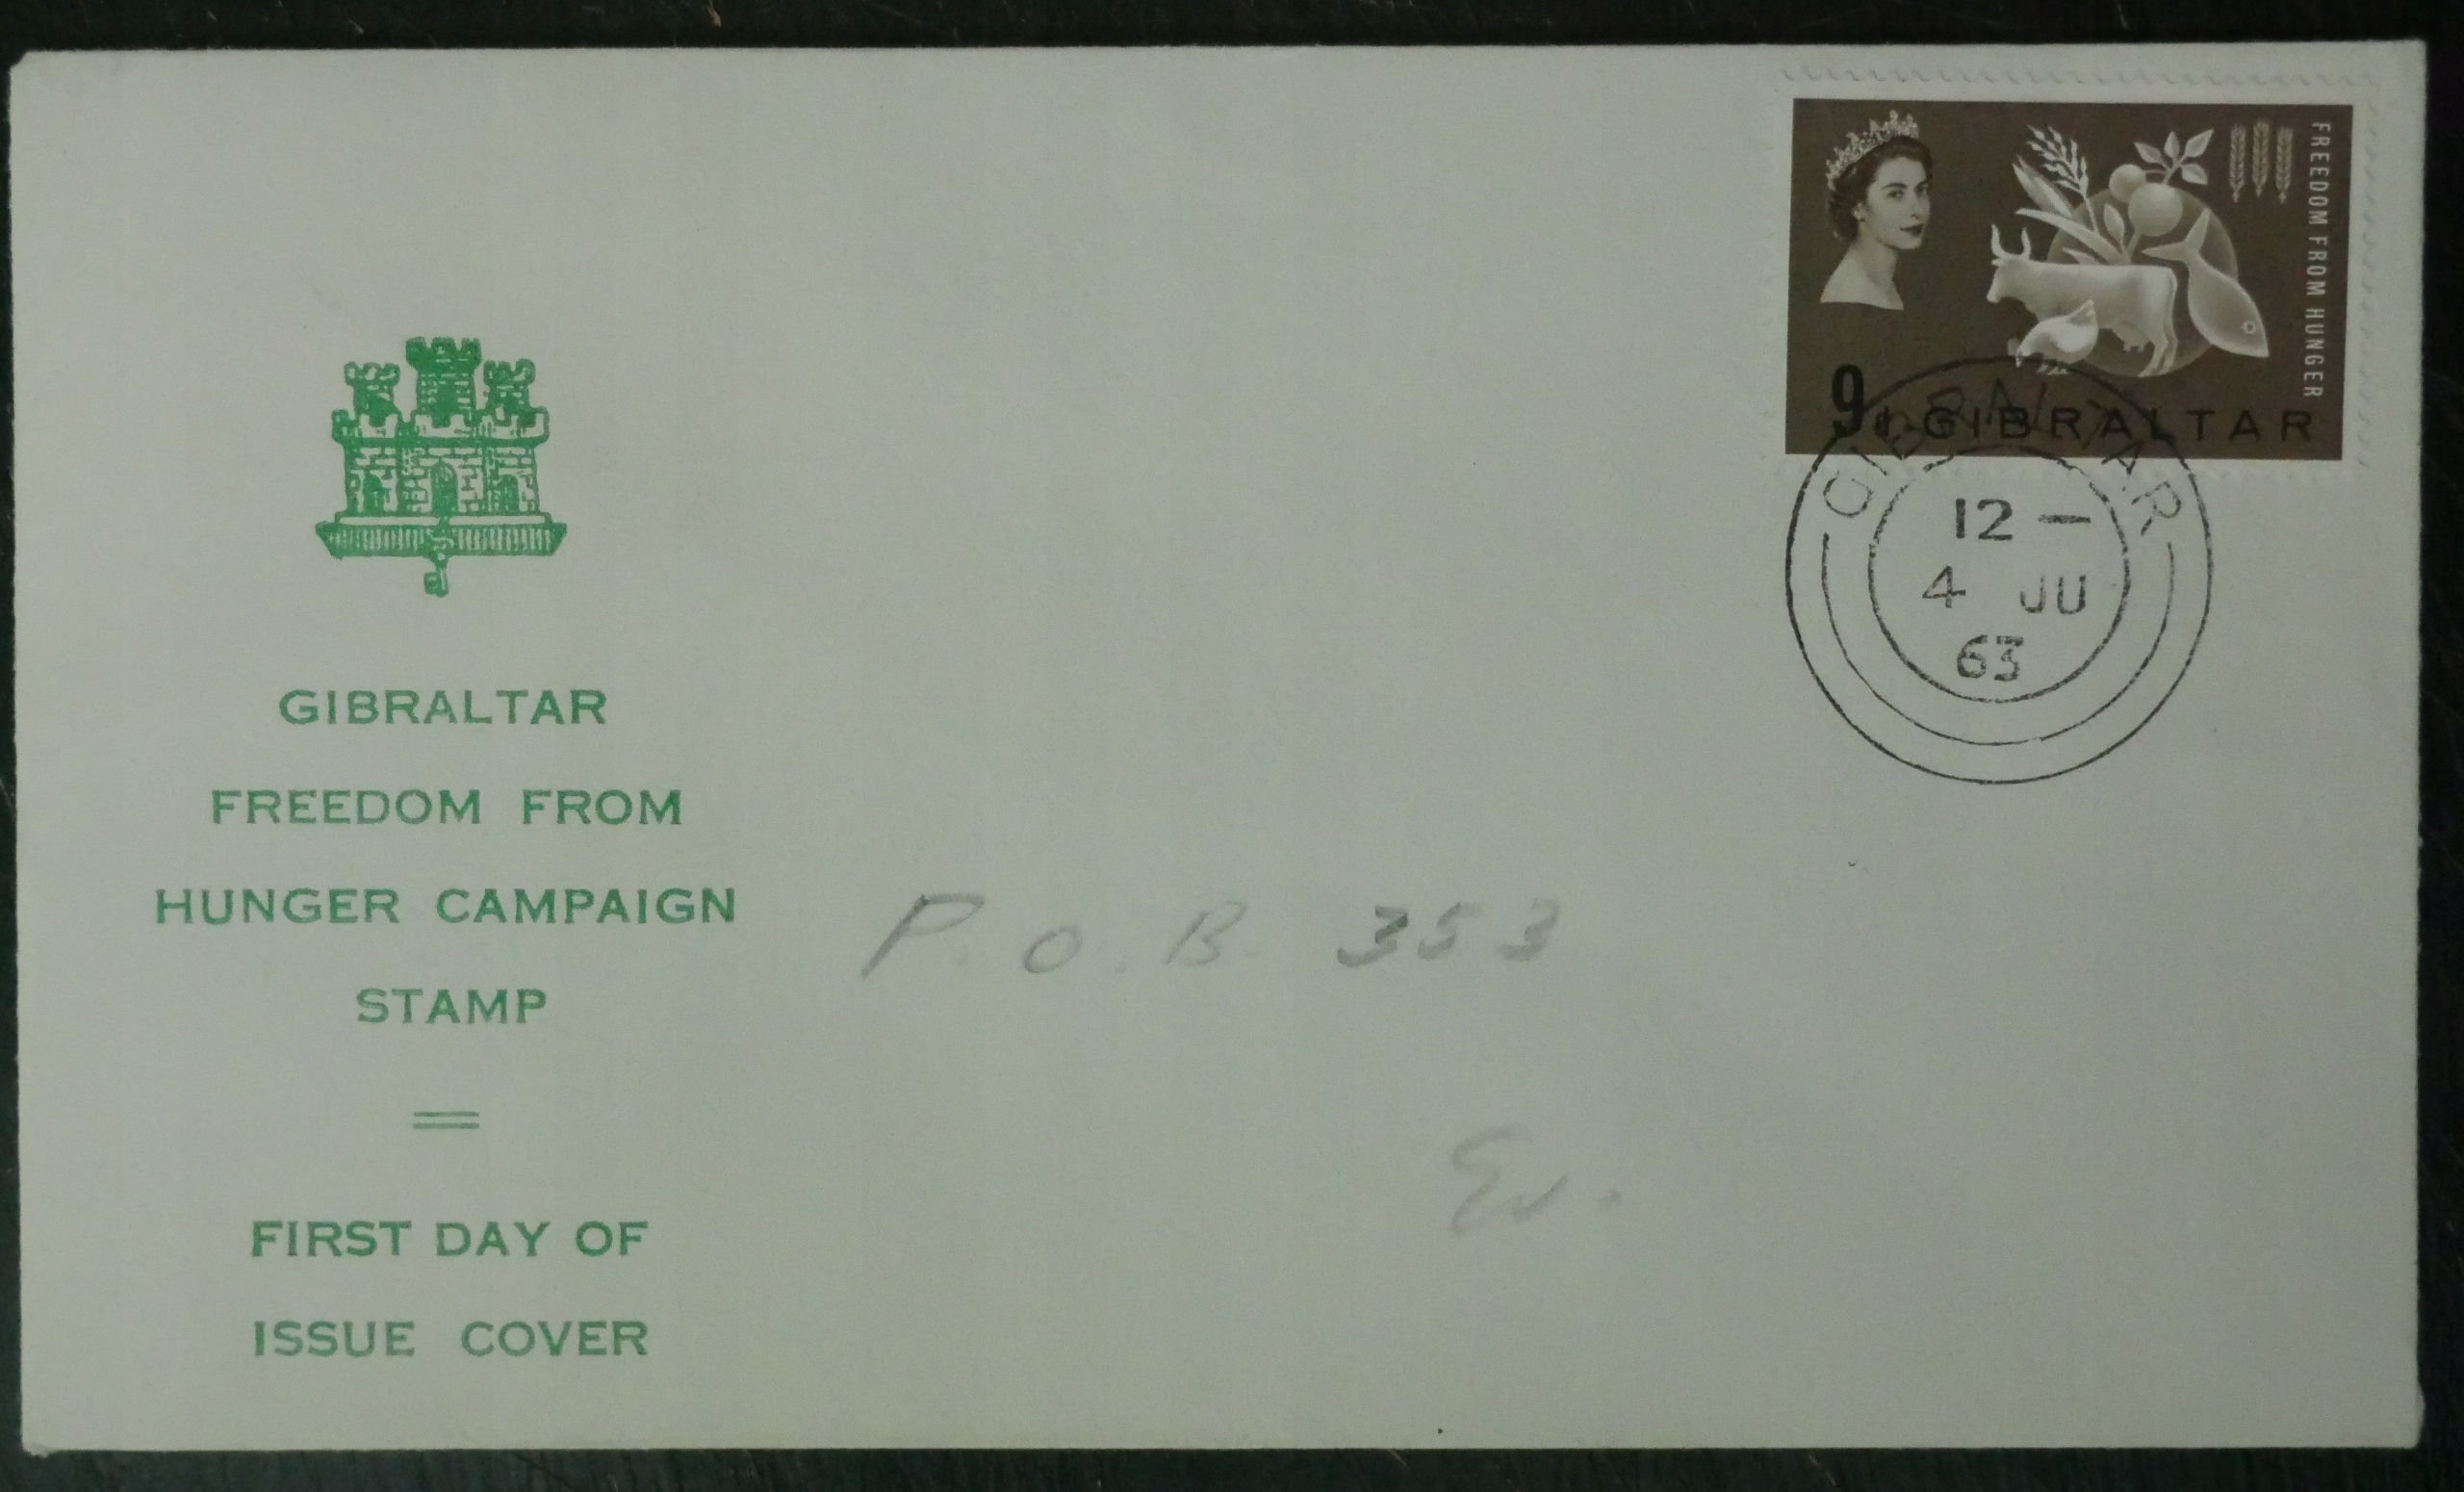 GIBRALTAR
FREEDOM FROM
HUNGER CAMPAIGN
STAMP
FIRST DAY OF
ISSUE COVER
FREEDOM FROM HUNGER
9d GIBRALTAR
GIBRALTAR
12 —
4 JU
63
P.O.B. 353